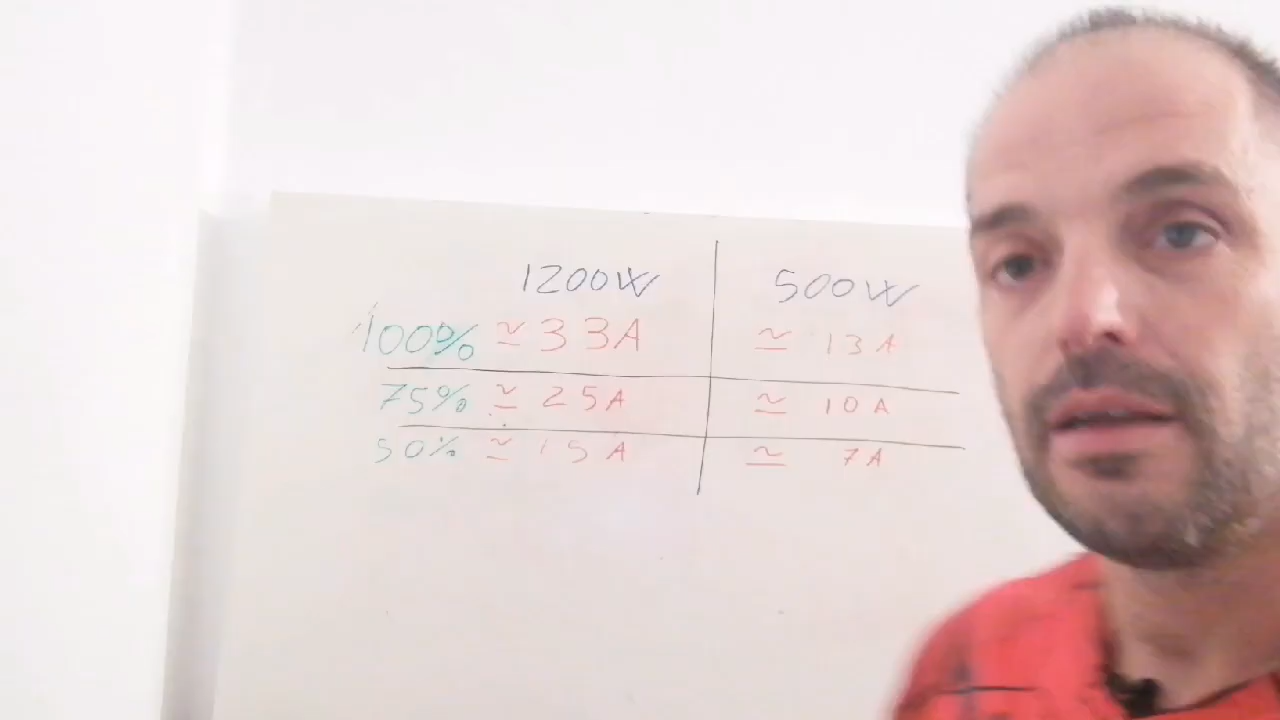 1200W 500W
100% ≃ 33A ≃ 13A
75% ≃ 25A ≃ 10A
50% ≃ 15A ≃ 7A